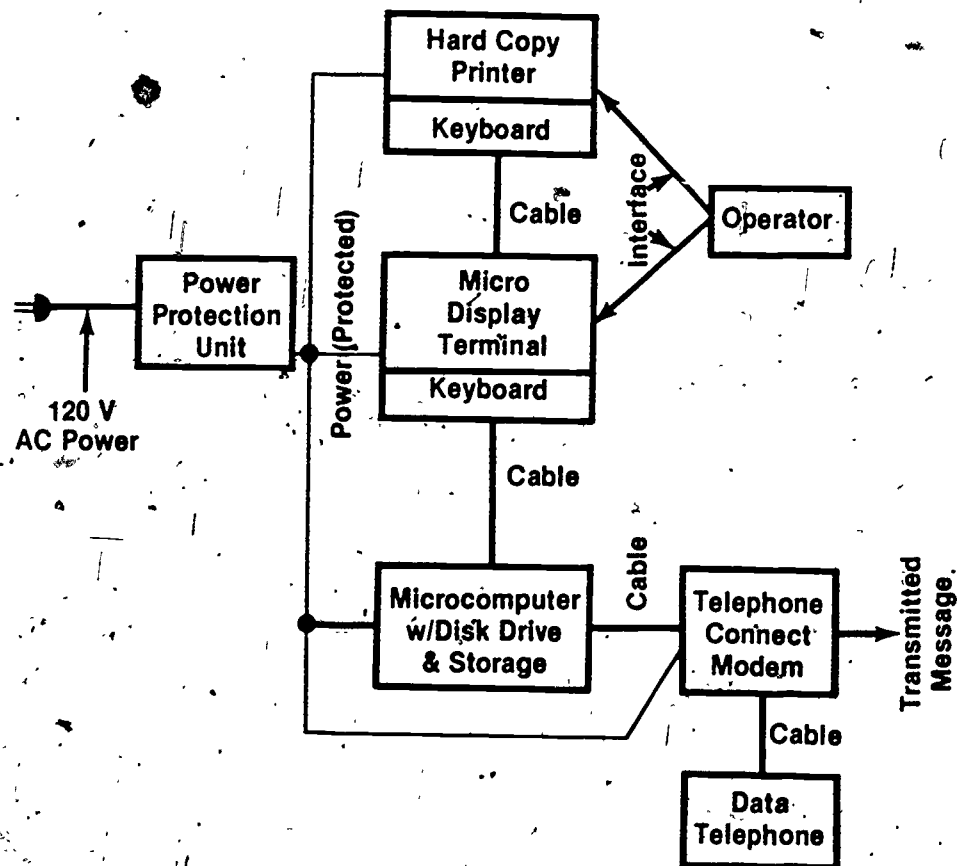 Hard Copy
Printer
Keyboard
Cable
Interface
Operator
Power
Protection
Unit
Power (Protected)
Micro
Display
Terminal
Keyboard
120 V
AC Power
Cable
Microcomputer
w/Disk Drive
& Storage
Cable
Telephone
Connect
Modem
Transmitted
Message
Cable
Data
Telephone